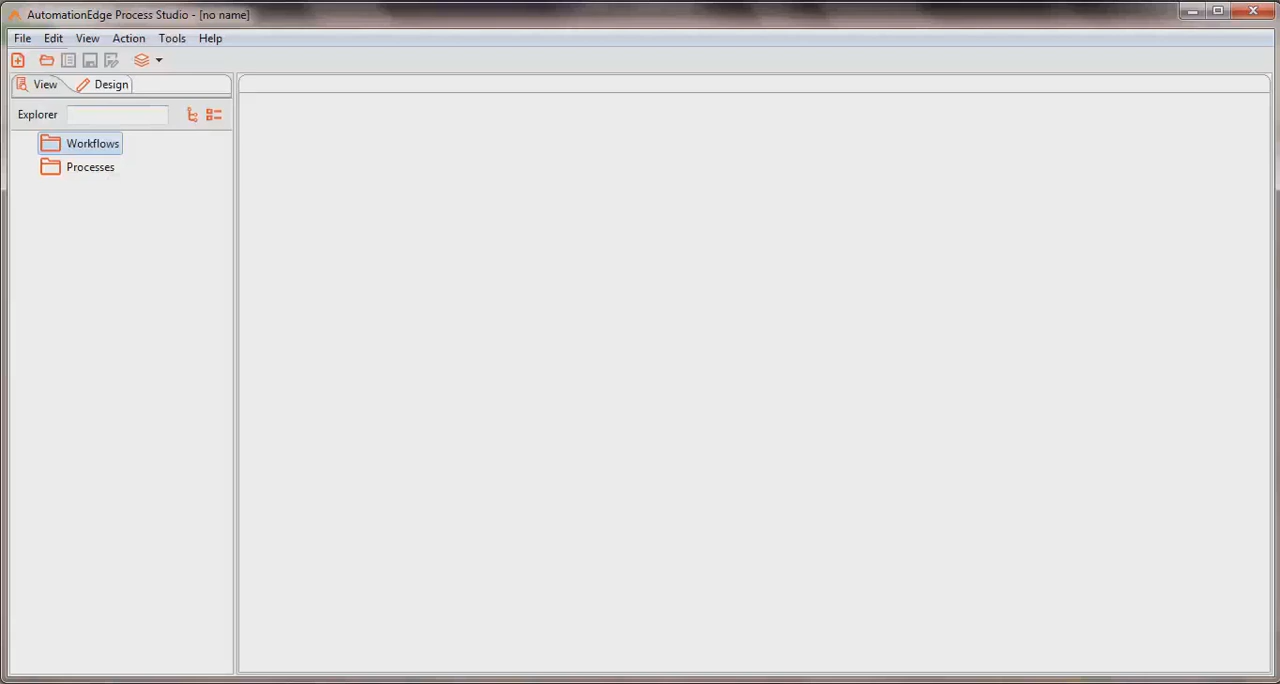 AutomationEdge Process Studio - [no name]
File Edit View Action Tools Help
View Design
Explorer
Workflows
Processes